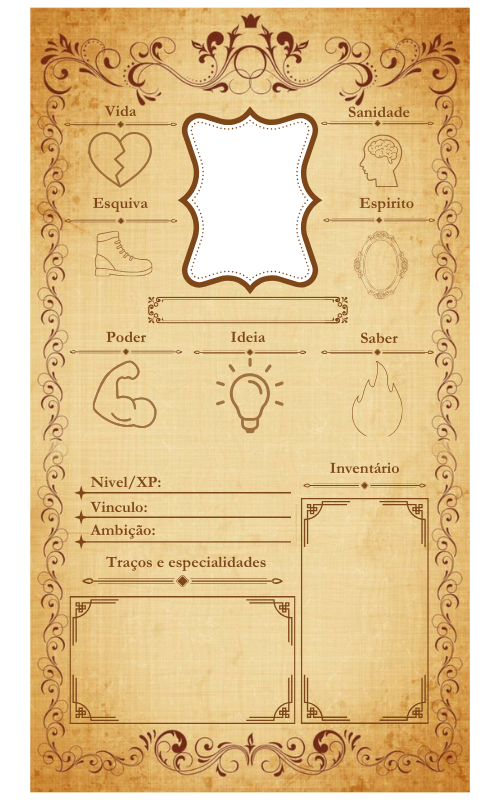 Vida
Sanidade
Esquiva
Espirito
Poder
Ideia
Saber
Inventário
Nivel/XP:
Vinculo:
Ambição:
Traços e especialidades